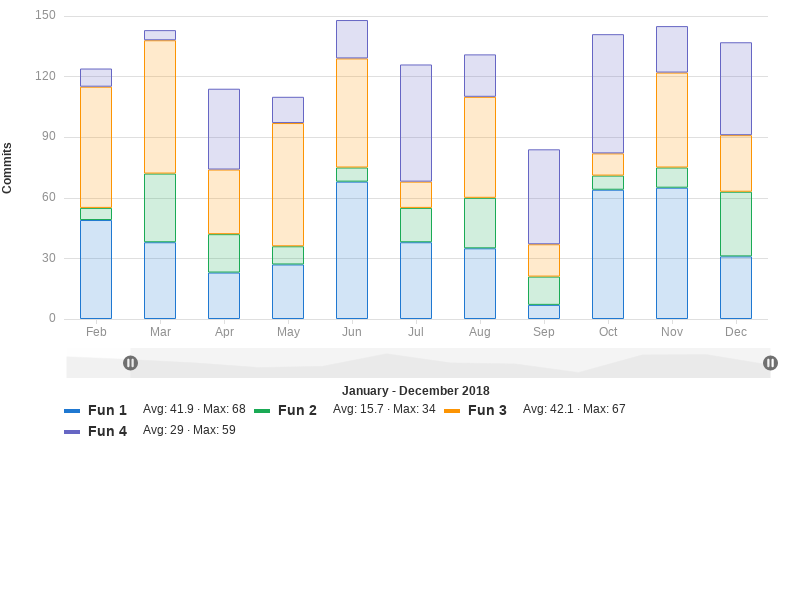 Commits
150
120
90
60
30
0
Feb Mar Apr May Jun Jul Aug Sep Oct Nov Dec
January - December 2018
Fun 1 Avg: 41.9 · Max: 68 Fun 2 Avg: 15.7 · Max: 34 Fun 3 Avg: 42.1 · Max: 67
Fun 4 Avg: 29 · Max: 59